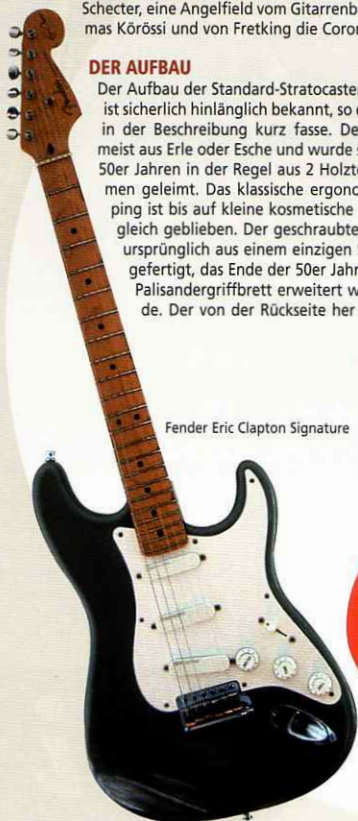 Schecter, eine Angelfield vom Gitarrenb
mas Körössi und von Fretking die Coron
DER AUFBAU
Der Aufbau der Standard-Stratocaster
ist sicherlich hinlänglich bekannt, so
in der Beschreibung kurz fasse. De
meist aus Erle oder Esche und wurde
50er Jahren in der Regel aus 2 Holzte
men geleimt. Das klassische ergono
ping ist bis auf kleine kosmetische
gleich geblieben. Der geschraubte
ursprünglich aus einem einzigen
gefertigt, das Ende der 50er Jahr
Palisandergriffbrett erweitert w
de. Der von der Rückseite her
Fender Eric Clapton Signature
Fender